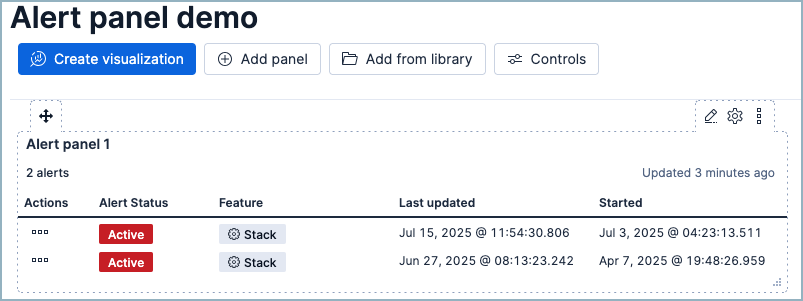 Alert panel demo
Create visualization Add panel Add from library Controls
Alert panel 1
2 alerts Updated 3 minutes ago
Actions Alert Status Feature Last updated Started
Active Stack Jul 15, 2025 @ 11:54:30.806 Jul 3, 2025 @ 04:23:13.511
Active Stack Jun 27, 2025 @ 08:13:23.242 Apr 7, 2025 @ 19:48:26.959